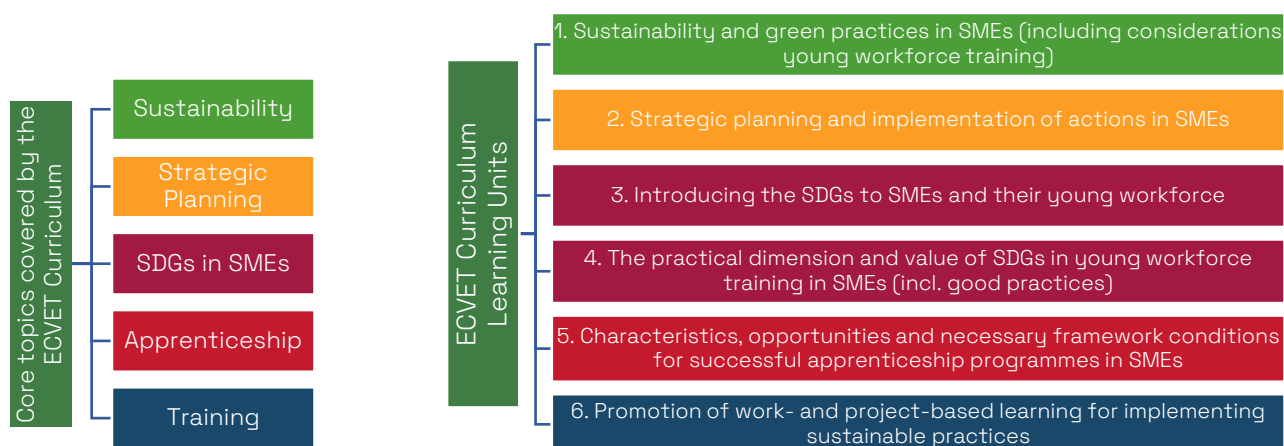 Core topics covered by the
ECVET Curriculum
Sustainability
Strategic
Planning
SDGs in SMEs
Apprenticeship
Training
ECVET Curriculum
Learning Units
1. Sustainability and green practices in SMEs (including considerations
young workforce training)
2. Strategic planning and implementation of actions in SMEs
3. Introducing the SDGs to SMEs and their young workforce
4. The practical dimension and value of SDGs in young workforce
training in SMEs (incl. good practices)
5. Characteristics, opportunities and necessary framework conditions
for successful apprenticeship programmes in SMEs
6. Promotion of work- and project-based learning for implementing
sustainable practices